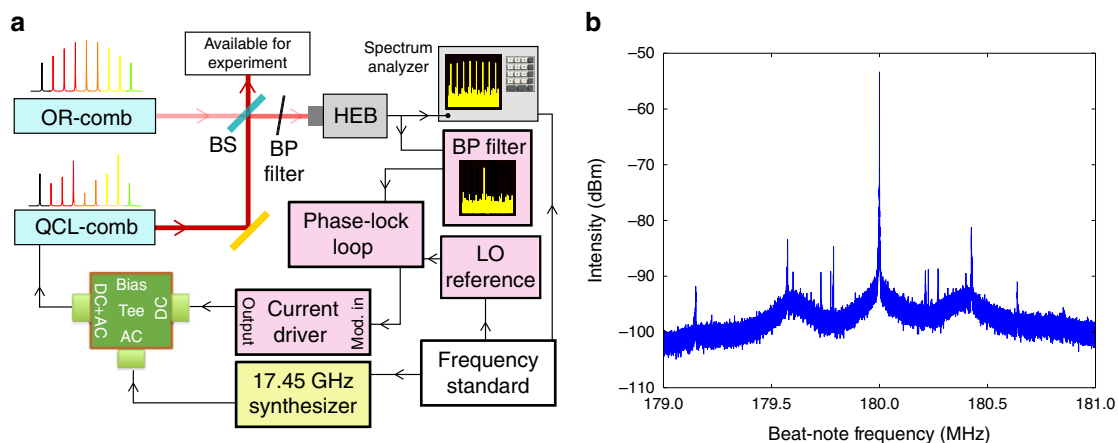 a
Available for
experiment
OR-comb
BS
BP
filter
HEB
Spectrum
analyzer
BP filter
QCL-comb
Phase-lock
loop
LO
reference
Bias
Tee
AC
DC+AC
DC
Output
Current
driver
Mod. in
17.45 GHz
synthesizer
Frequency
standard
b
Intensity (dBm)
–50
–60
–70
–80
–90
–100
–110
179.0
179.5
180.0
180.5
181.0
Beat-note frequency (MHz)